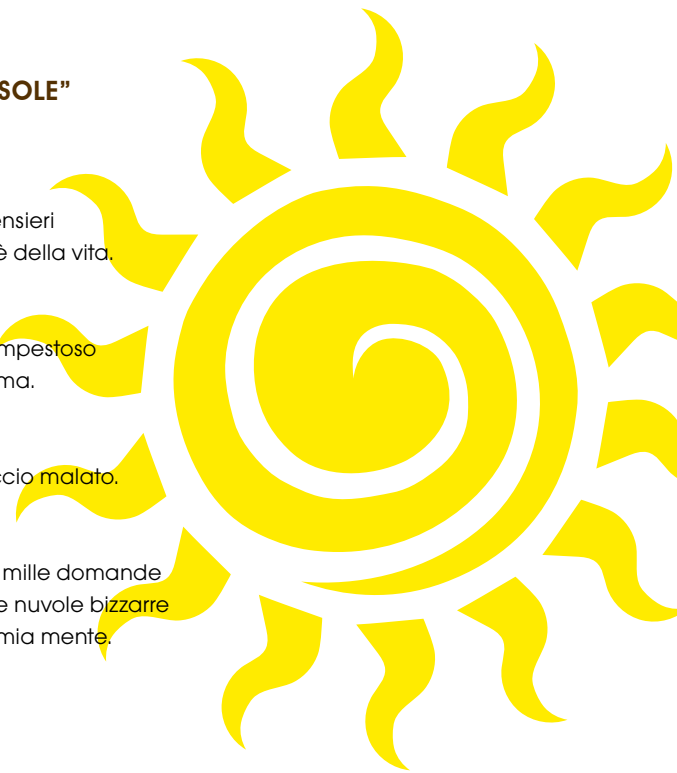 SOLE”
ensieri
è della vita.
mpestoso
ma.
ccio malato.
mille domande
e nuvole bizzarre
mia mente.